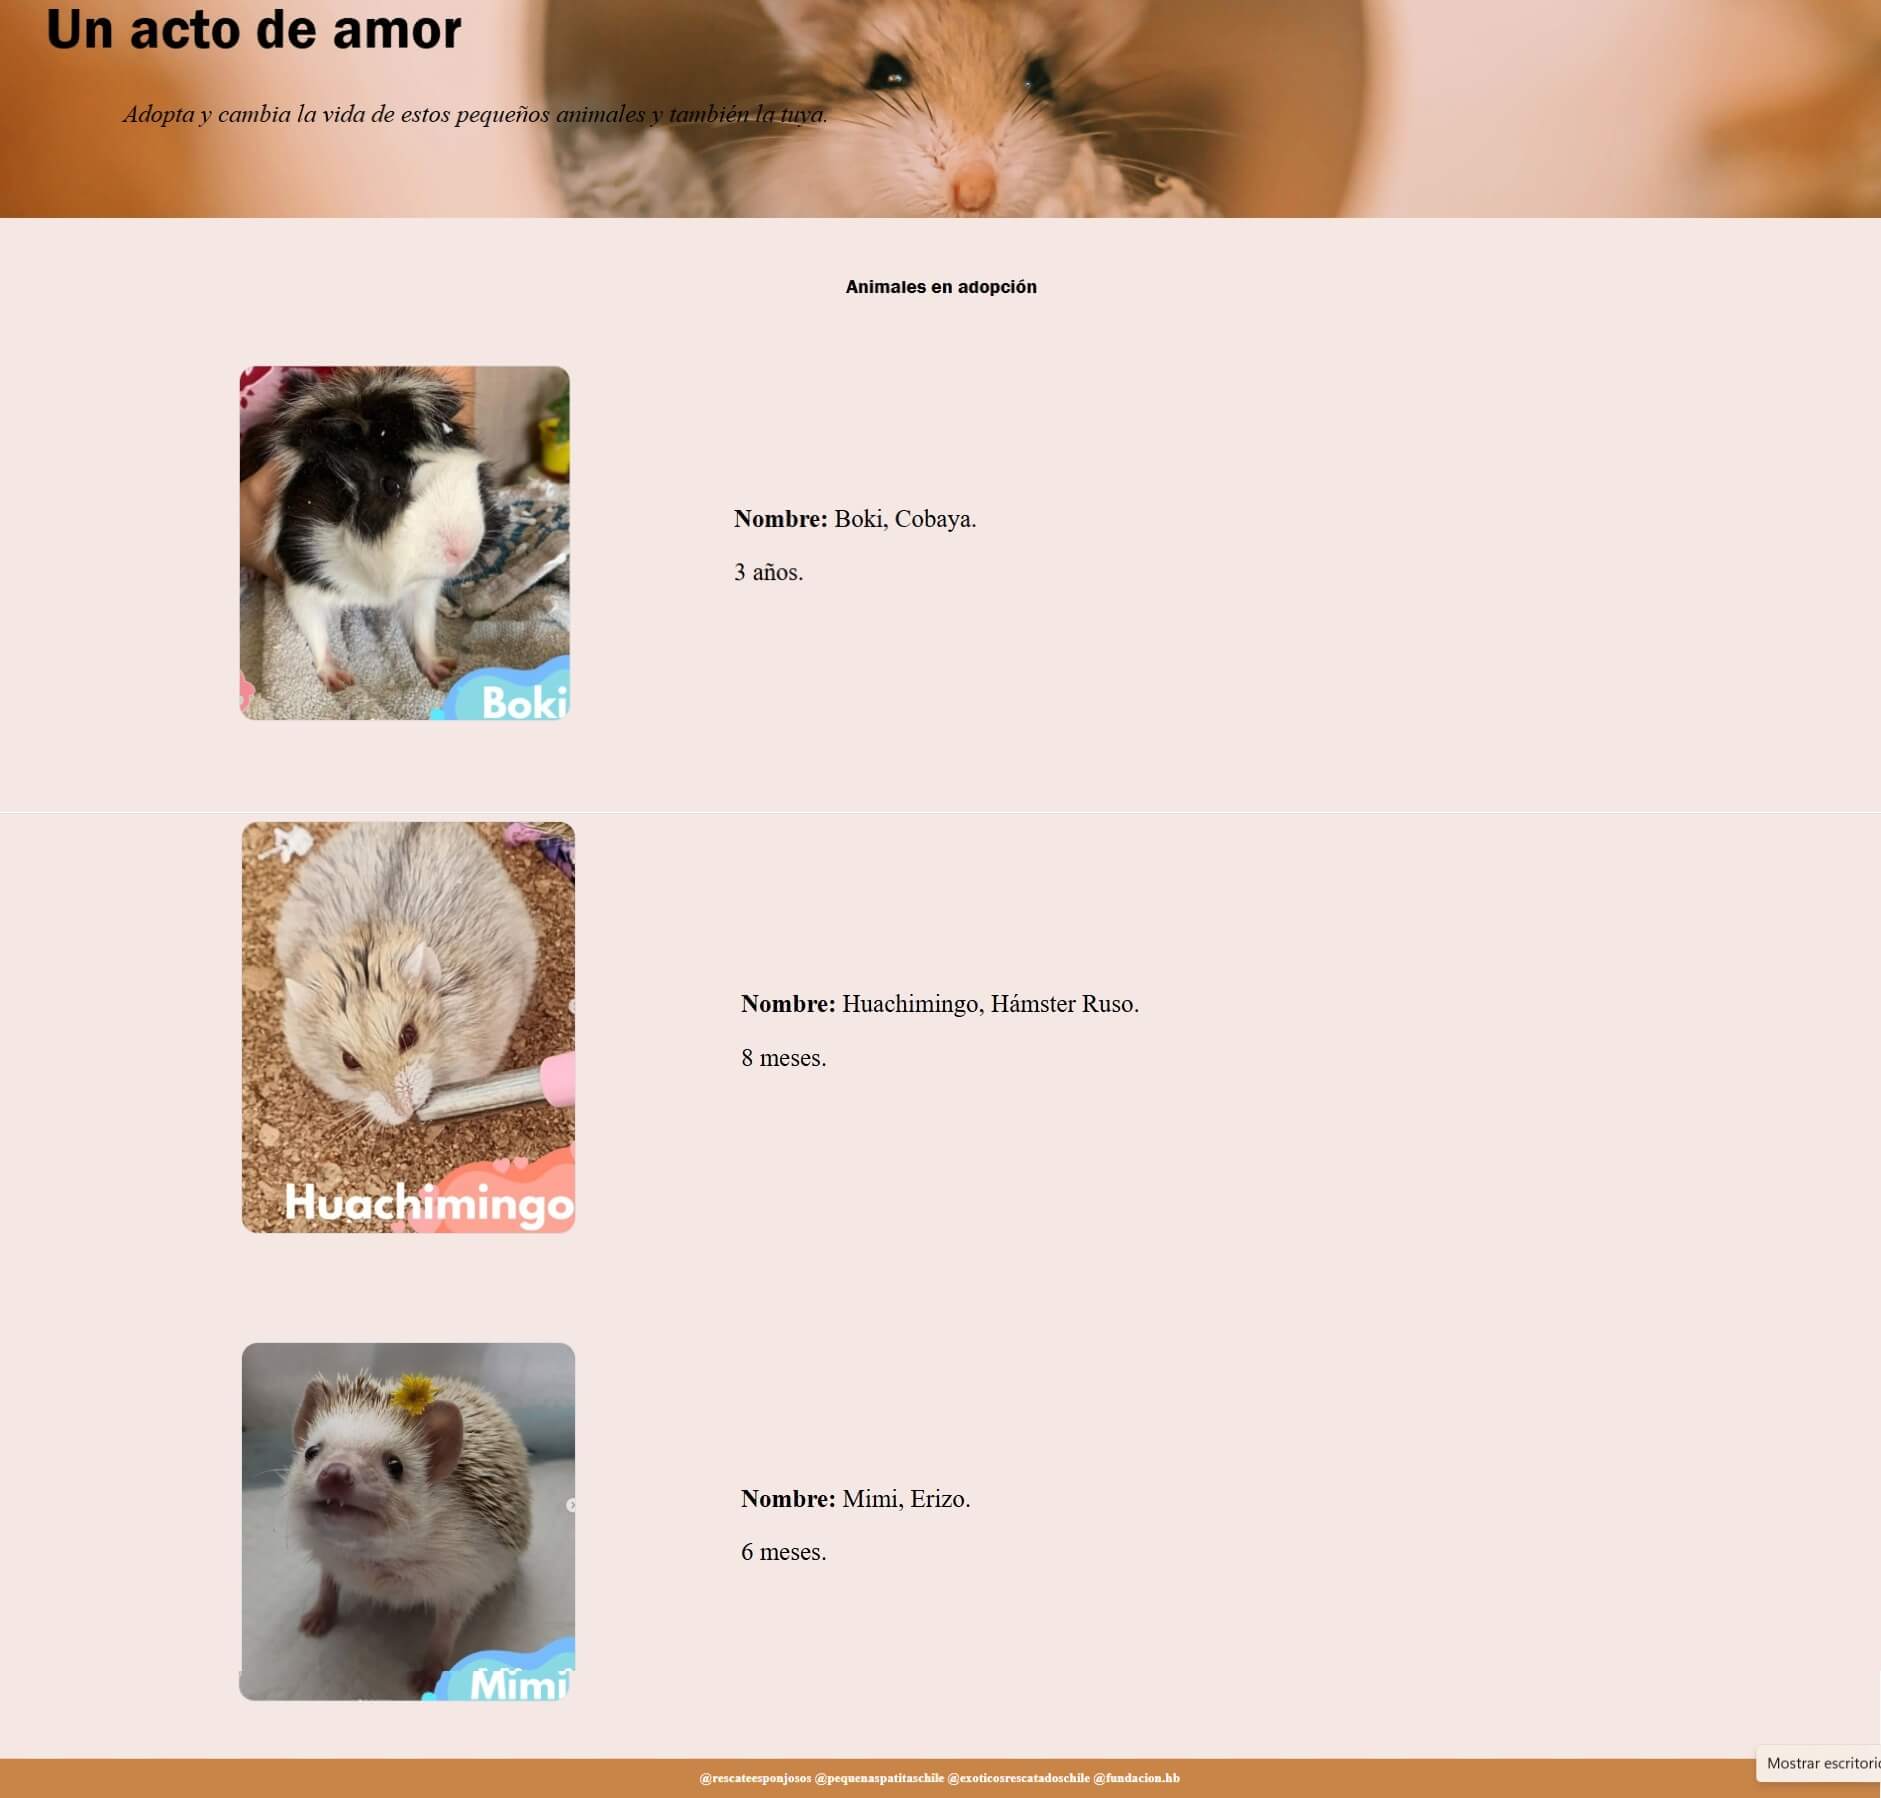 Un acto de amor
Adopta y cambia la vida de estos pequeños animales y también la tuya.
Animales en adopción
Boki
Nombre: Boki, Cobaya.
3 años.
Huachimingo
Nombre: Huachimingo, Hámster Ruso.
8 meses.
Mimi
Nombre: Mimi, Erizo.
6 meses.
@rescateesponjosos @pequenaspatitaschile @exoticosrescatadoschile @fundacion.hb
Mostrar escritorio